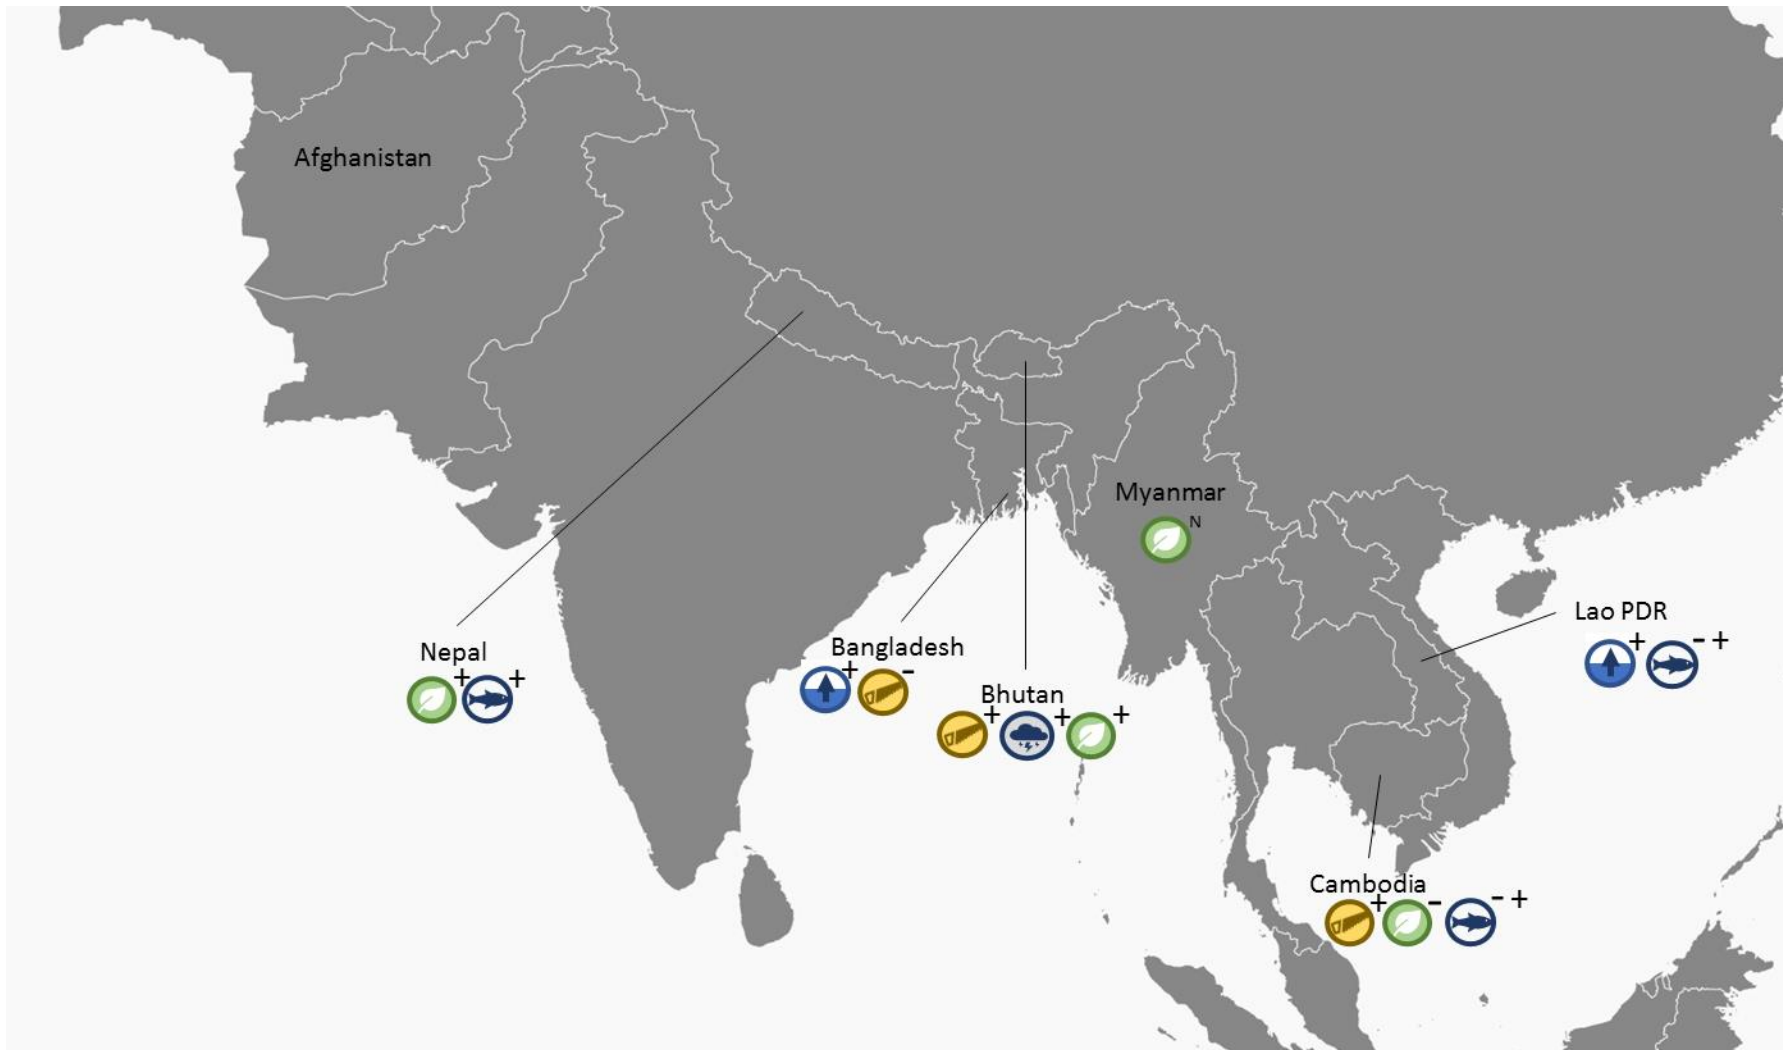 Afghanistan
Myanmar
N
Lao PDR
+
- +
Nepal
+
+
Bangladesh
+
-
Bhutan
+
+
+
Cambodia
+
-
- +